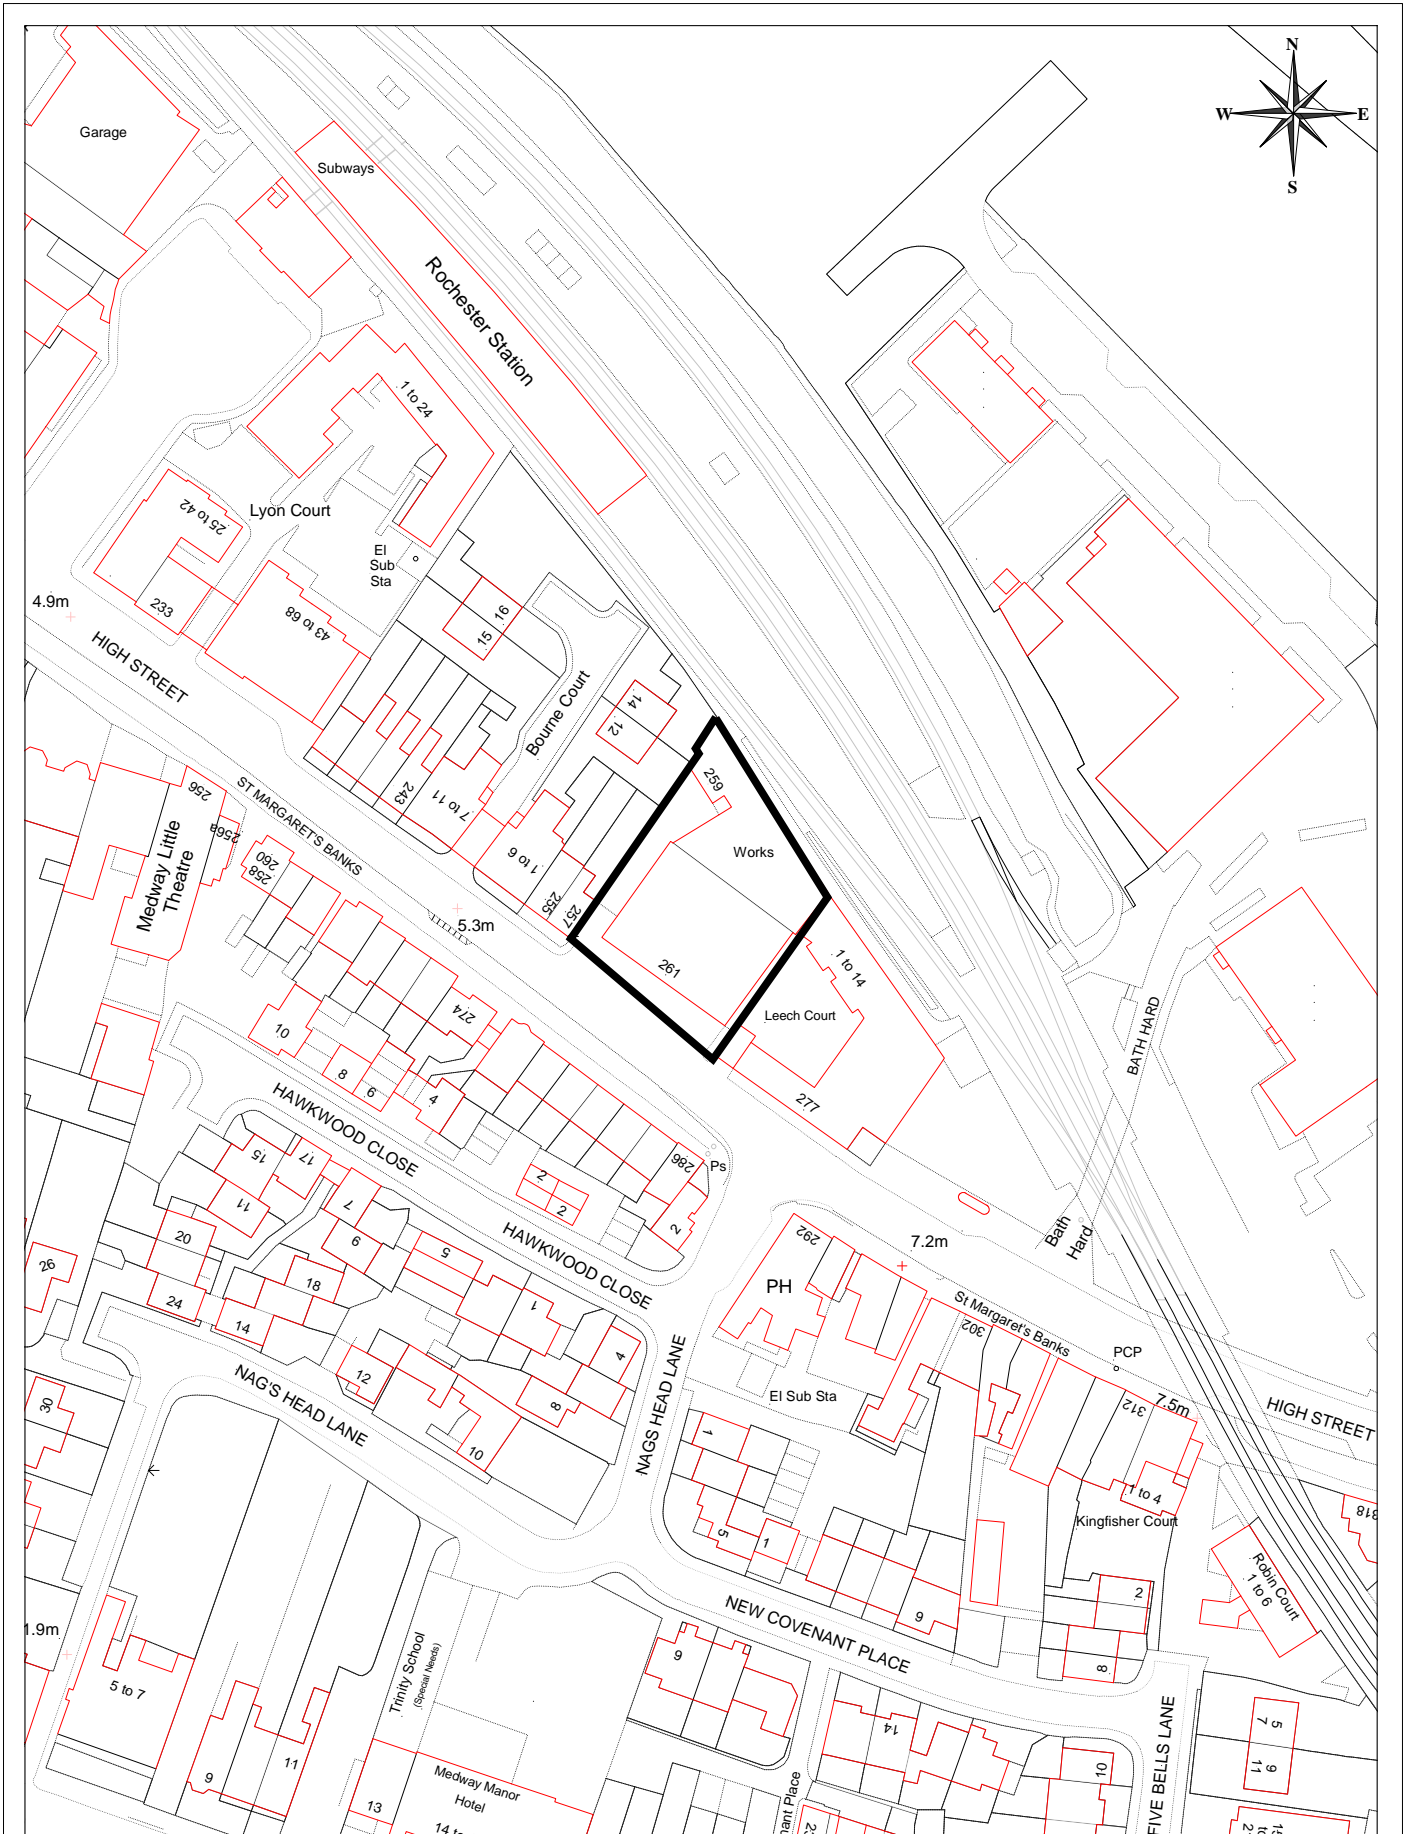 N
W
E
S
Garage
Subways
Rochester Station
1 to 24
25 to 42
Lyon Court
El
Sub
Sta
4.9m
233
43 to 68
16
15
HIGH STREET
Bourne Court
14
12
259
256
256a
ST MARGARET'S BANKS
243
7 to 11
1 to 6
Works
Medway Little
Theatre
260
258
255
257
5.3m
261
1 to 14
Leech Court
274
10
8
6
4
277
BATH HARD
HAWKWOOD CLOSE
15
17
11
7
6
5
2
2
286
Ps
2
20
26
24
18
14
1
HAWKWOOD CLOSE
292
7.2m
Bath
Hard
PH
St Margaret's Banks
302
PCP
12
4
8
10
NAG'S HEAD LANE
NAGS HEAD LANE
El Sub Sta
7.5m
312
HIGH STREET
30
1
5
1
1 to 4
Kingfisher Court
318
Robin Court
1 to 6
2
8
9
NEW COVENANT PLACE
1.9m
5 to 7
Trinity School
(Special Needs)
9
14
10
5
7
9
11
FIVE BELLS LANE
9
11
13
Medway Manor
Hotel